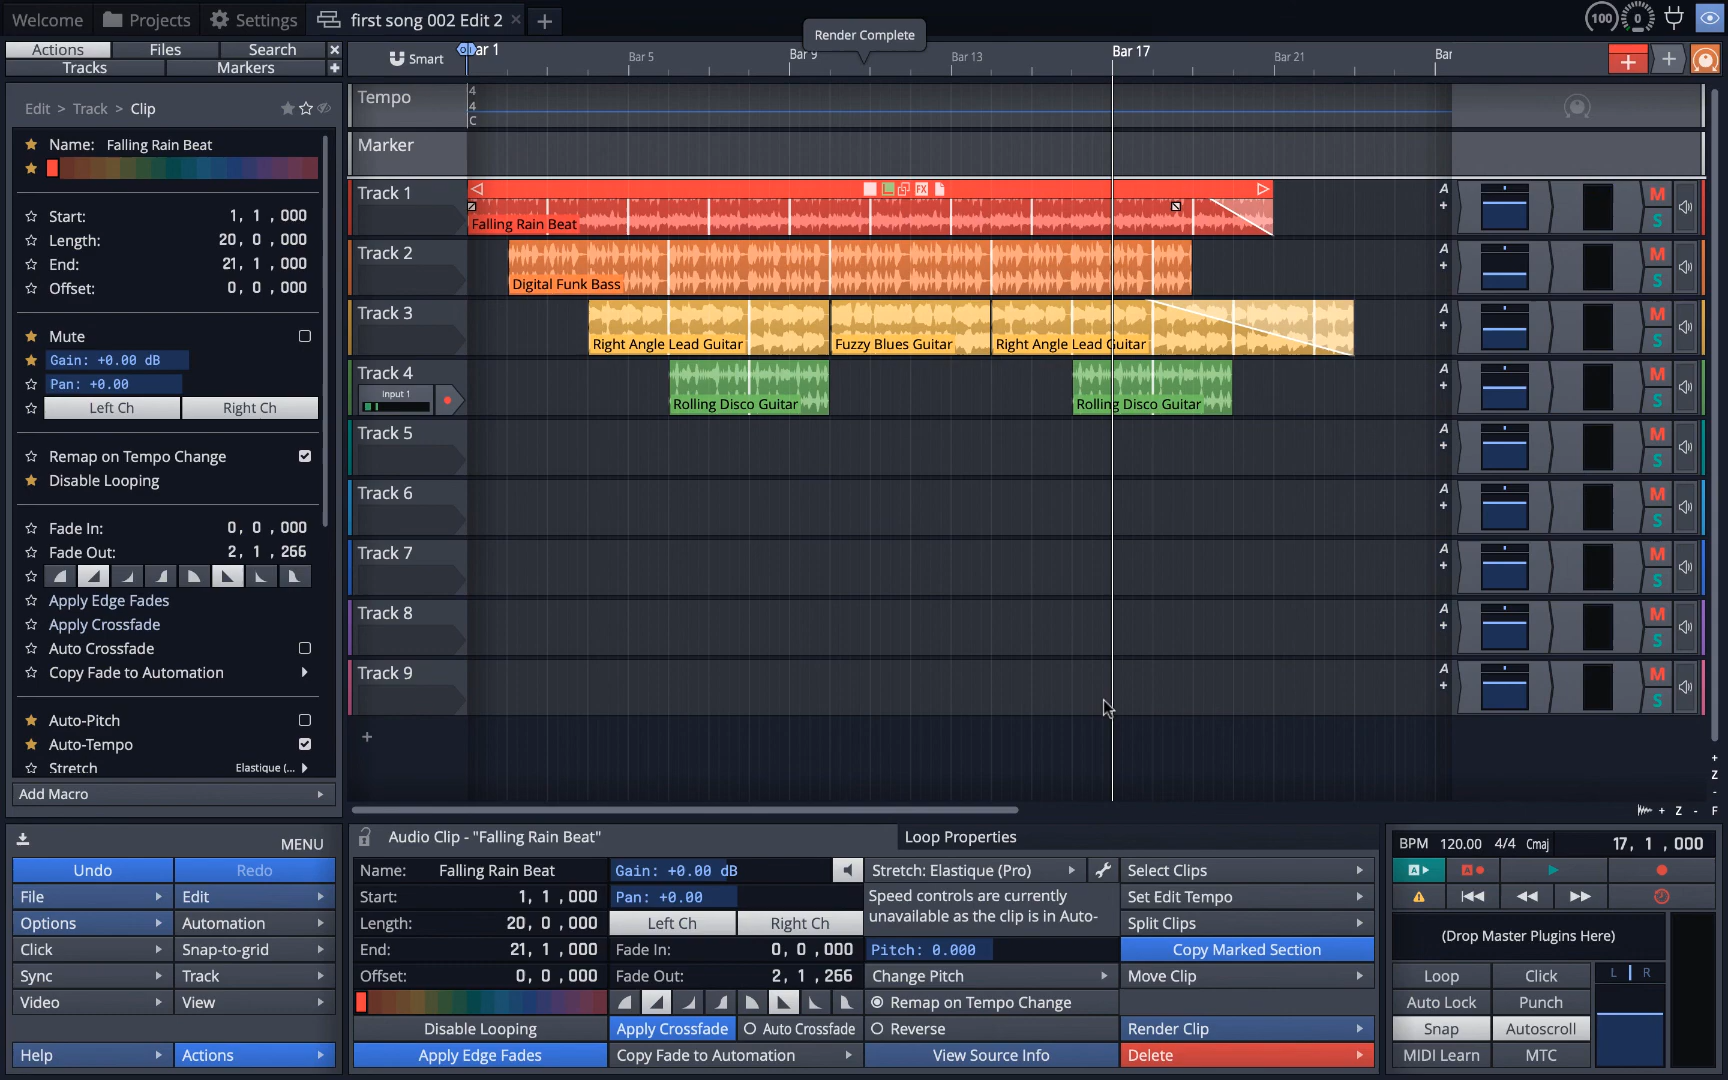 Welcome
Projects
Settings
first song 002 Edit 2
100
0
Render Complete
Actions
Files
Search
Tracks
Markers
Smart
Bar 1
Bar 5
Bar 9
Bar 13
Bar 17
Bar 21
Bar
Edit > Track > Clip
Name: Falling Rain Beat
Start: 1, 1, 000
Length: 20, 0, 000
End: 21, 1, 000
Offset: 0, 0, 000
Mute
Gain: +0.00 dB
Pan: +0.00
Left Ch Right Ch
Remap on Tempo Change
Disable Looping
Fade In: 0, 0, 000
Fade Out: 2, 1, 266
Apply Edge Fades
Apply Crossfade
Auto Crossfade
Copy Fade to Automation
Auto-Pitch
Auto-Tempo
Stretch Elastique (...
Add Macro
Tempo
4
4
C
Marker
Track 1
FX
Falling Rain Beat
A
M
S
Track 2
Digital Funk Bass
A
M
S
Track 3
Right Angle Lead Guitar
Fuzzy Blues Guitar
Right Angle Lead Guitar
A
M
S
Track 4
Input 1
Rolling Disco Guitar
Rolling Disco Guitar
A
M
S
Track 5
A
M
S
Track 6
A
M
S
Track 7
A
M
S
Track 8
A
M
S
Track 9
A
M
S
+
+
Z
-
+ Z - F
MENU
Undo Redo
File Edit
Options Automation
Click Snap-to-grid
Sync Track
Video View
Help Actions
Audio Clip - "Falling Rain Beat"
Loop Properties
Name: Falling Rain Beat
Start: 1, 1, 000
Length: 20, 0, 000
End: 21, 1, 000
Offset: 0, 0, 000
Disable Looping
Apply Edge Fades
Gain: +0.00 dB
Pan: +0.00
Left Ch Right Ch
Fade In: 0, 0, 000
Fade Out: 2, 1, 266
Apply Crossfade Auto Crossfade
Copy Fade to Automation
Stretch: Elastique (Pro)
Speed controls are currently
unavailable as the clip is in Auto-
Pitch: 0.000
Change Pitch
Remap on Tempo Change
Reverse
View Source Info
Select Clips
Set Edit Tempo
Split Clips
Copy Marked Section
Move Clip
Render Clip
Delete
BPM 120.00 4/4 Cmaj 17, 1, 000
A
A
(Drop Master Plugins Here)
Loop Click
L R
Auto Lock Punch
Snap Autoscroll
MIDI Learn MTC